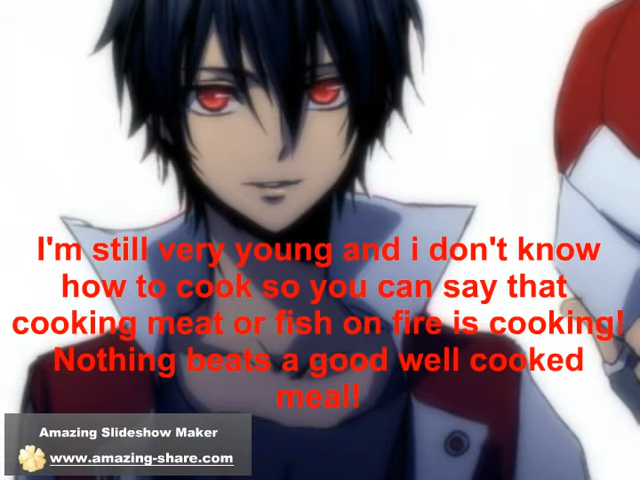 I'm still very young and i don't know
how to cook so you can say that
cooking meat or fish on fire is cooking!
Nothing beats a good well cooked
meal!
Amazing Slideshow Maker
www.amazing-share.com